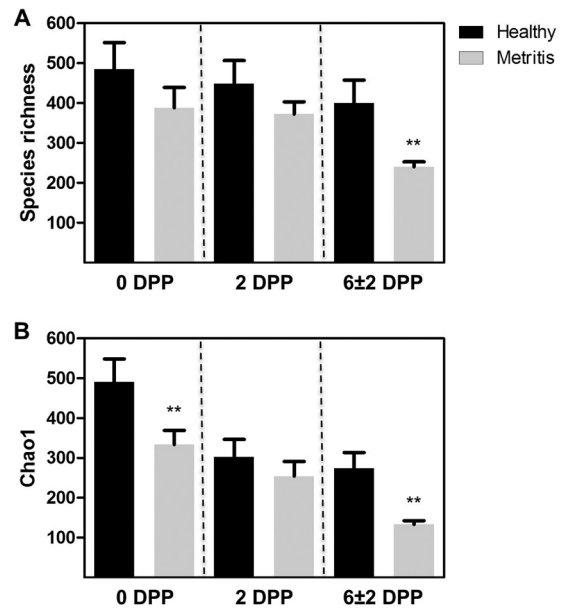 A
Species richness
600
500
400
300
200
100
**
0 DPP 2 DPP 6±2 DPP
Healthy
Metritis
B
Chao1
600
500
400
300
200
100
**
**
0 DPP 2 DPP 6±2 DPP